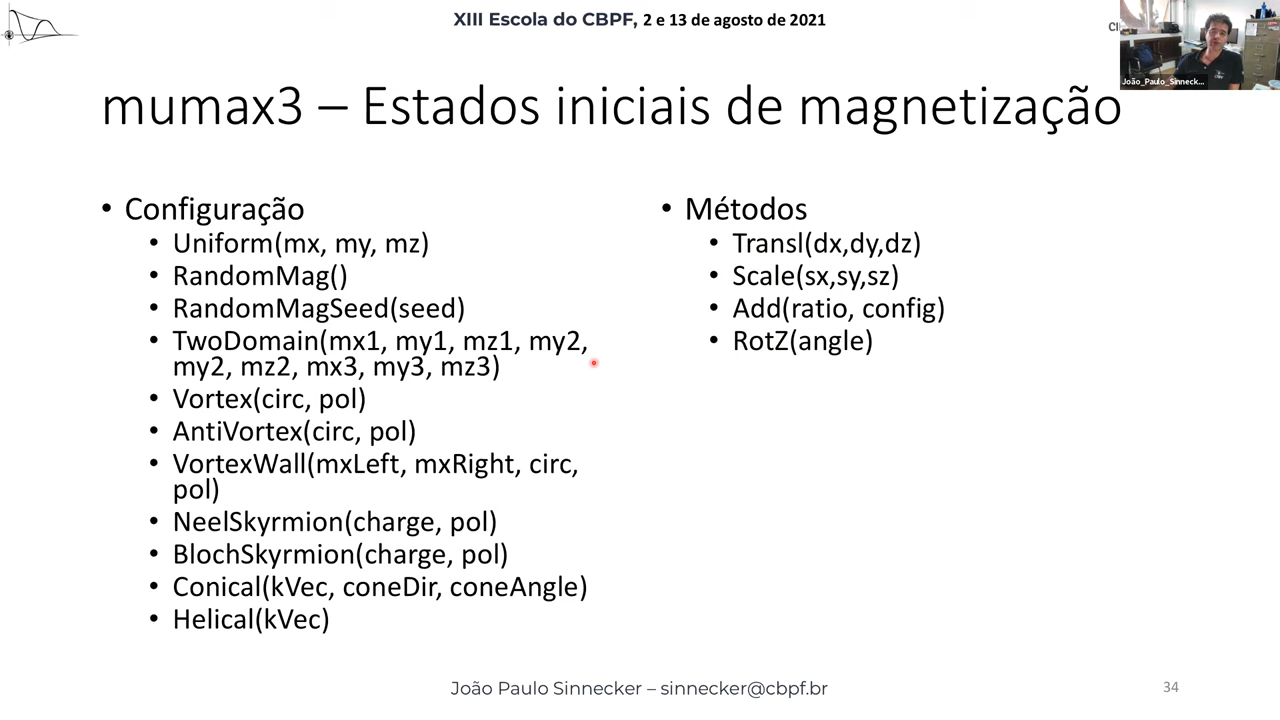 XIII Escola do CBPF, 2 e 13 de agosto de 2021
João_Paulo_Sinneck...
mumax3 – Estados iniciais de magnetização
• Configuração
• Uniform(mx, my, mz)
• RandomMag()
• RandomMagSeed(seed)
• TwoDomain(mx1, my1, mz1, my2,
my2, mz2, mx3, my3, mz3)
• Vortex(circ, pol)
• AntiVortex(circ, pol)
• VortexWall(mxLeft, mxRight, circ,
pol)
• NeelSkyrmion(charge, pol)
• BlochSkyrmion(charge, pol)
• Conical(kVec, coneDir, coneAngle)
• Helical(kVec)
• Métodos
• Transl(dx,dy,dz)
• Scale(sx,sy,sz)
• Add(ratio, config)
• RotZ(angle)
João Paulo Sinnecker – sinnecker@cbpf.br
34